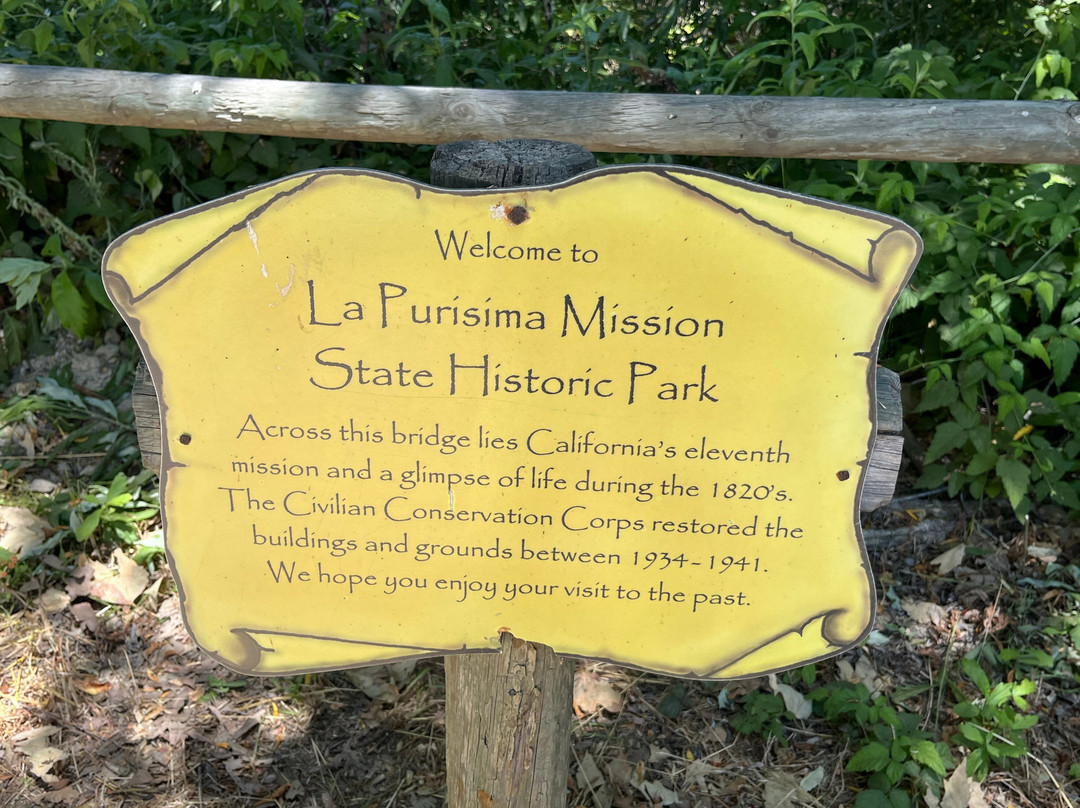 Welcome to
La Purisima Mission
State Historic Park
Across this bridge lies California's eleventh
mission and a glimpse of life during the 1820's.
The Civilian Conservation Corps restored the
buildings and grounds between 1934-1941.
We hope you enjoy your visit to the past.